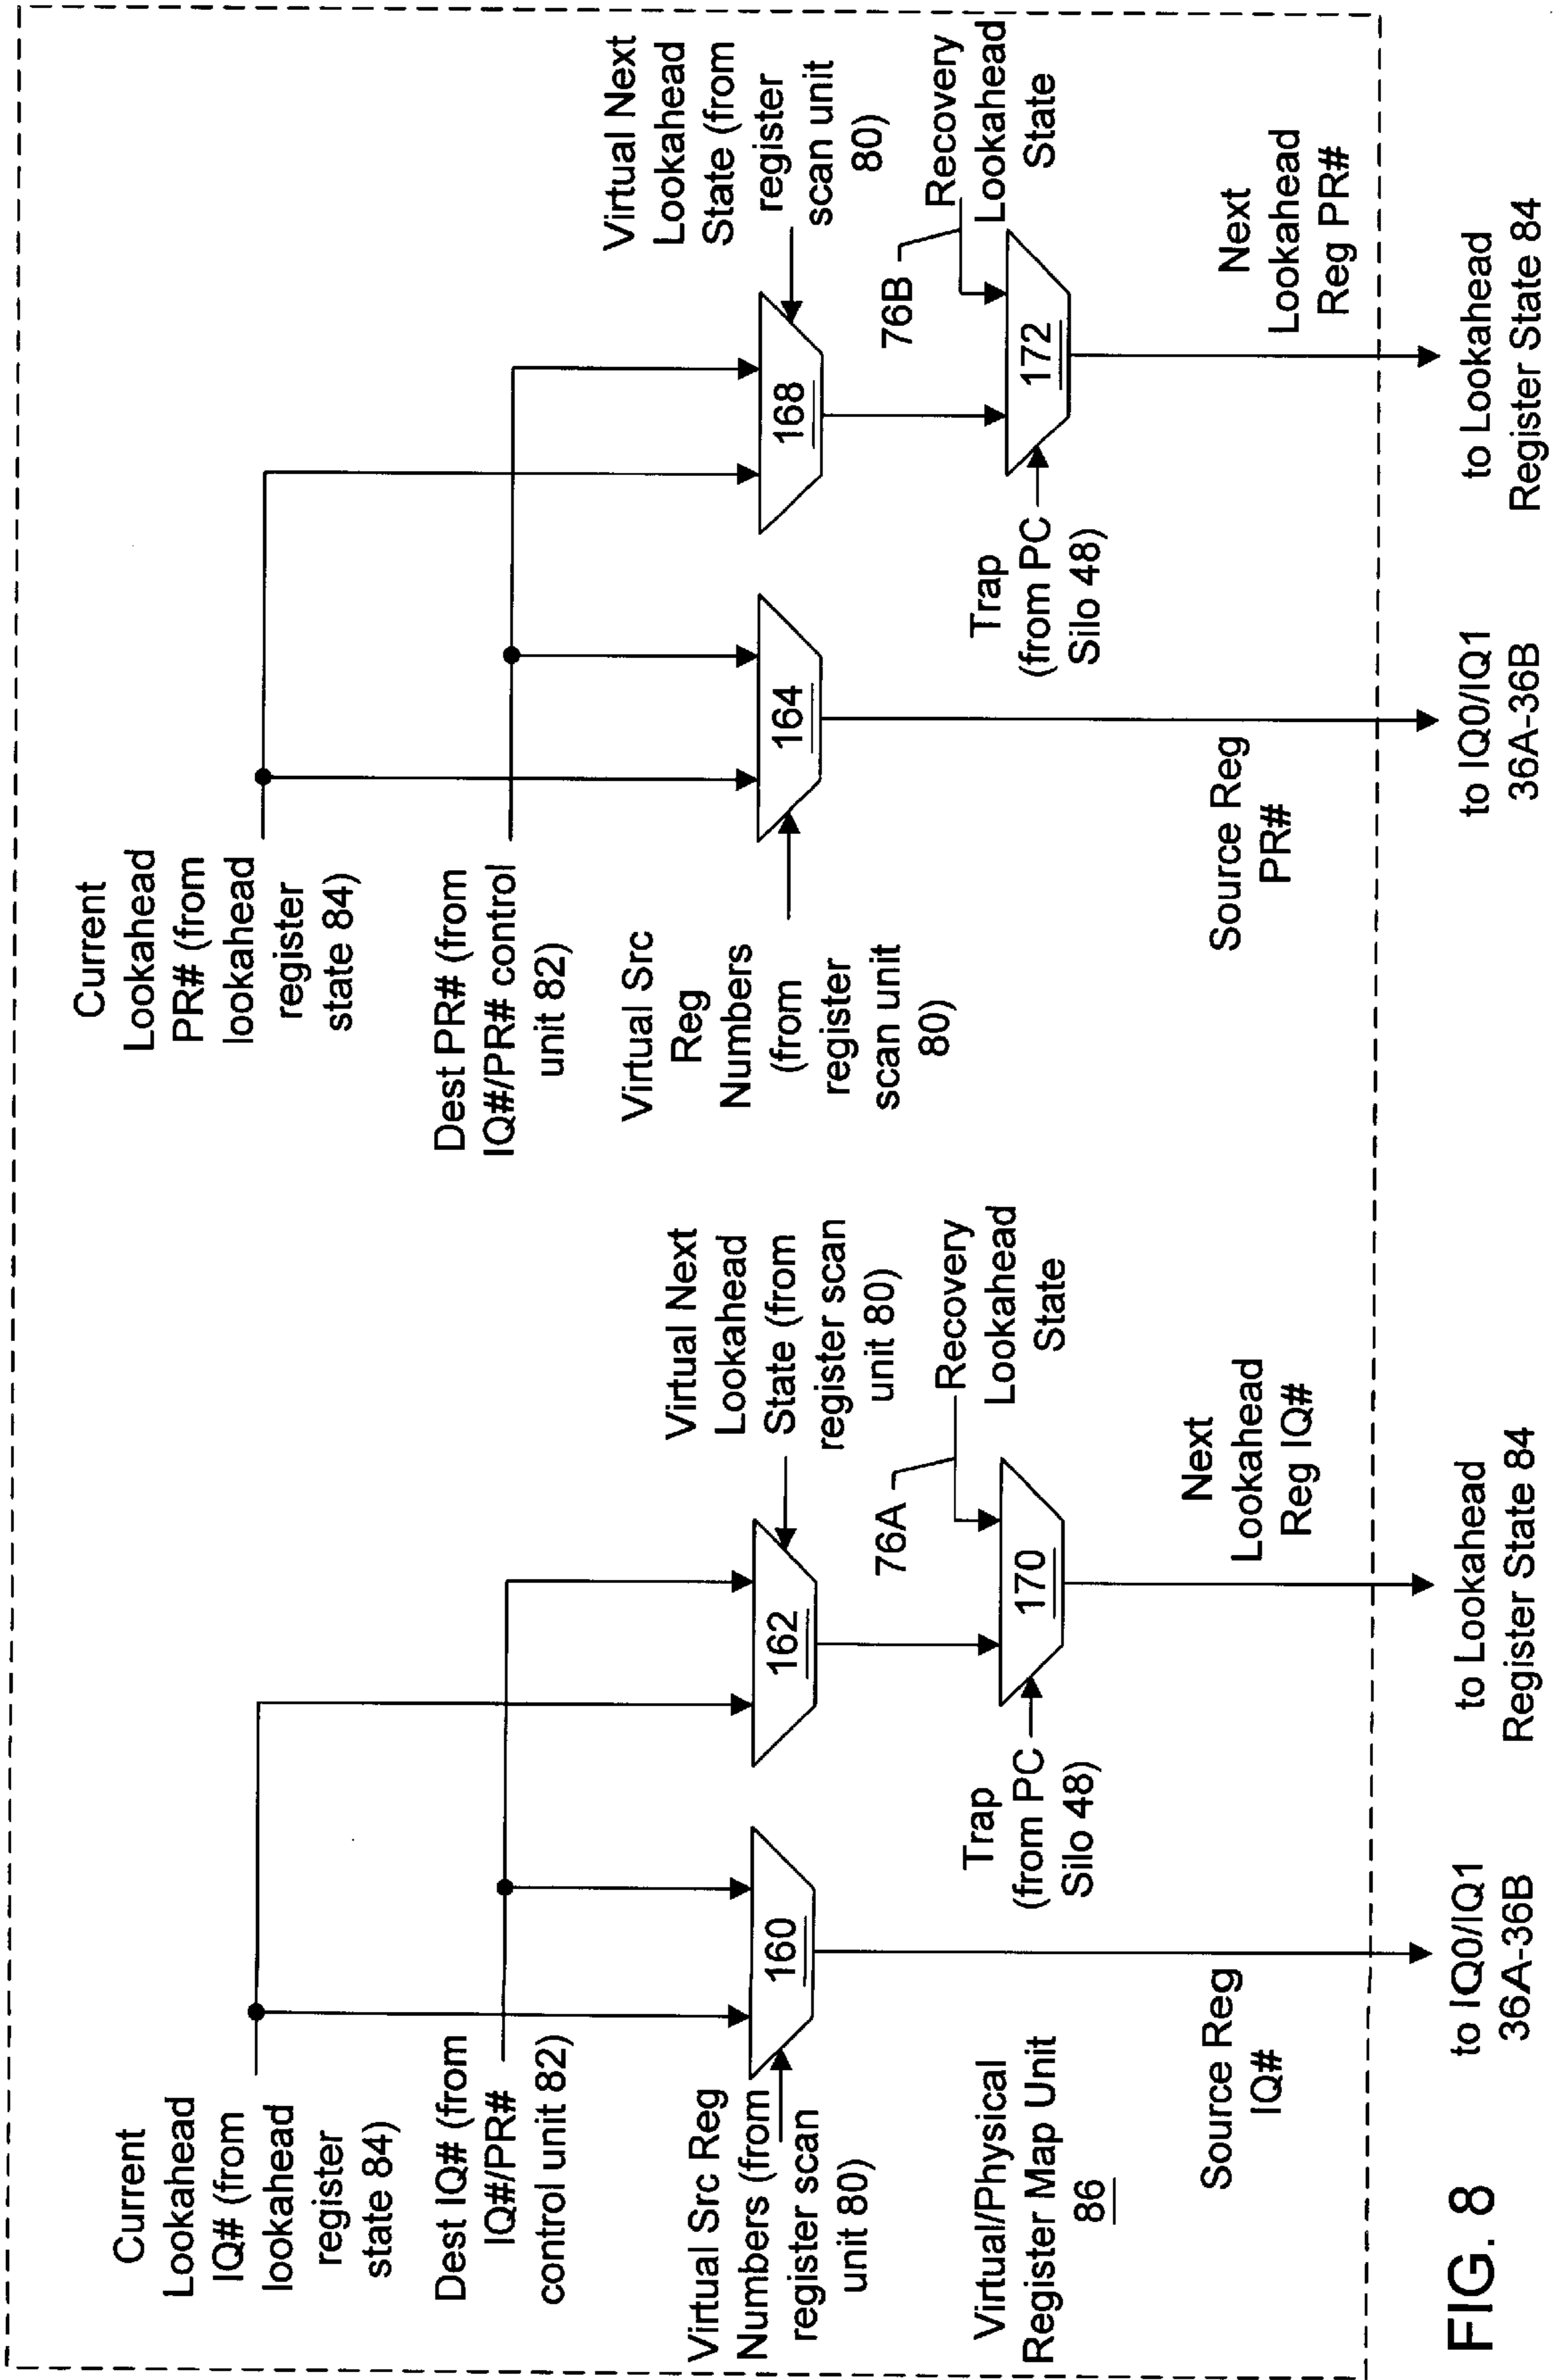 Current
Lookahead
IQ# (from
lookahead
register
state 84)
Dest IQ# (from
IQ#/PR#
control unit 82)
Virtual Src Reg
Numbers (from
register scan
unit 80)
160
162
Virtual Next
Lookahead
State (from
register scan
unit 80)
76A
Recovery
Lookahead
State
Trap
(from PC
Silo 48)
170
Virtual/Physical
Register Map Unit
86
Source Reg
IQ#
Next
Lookahead
Reg IQ#
to IQ0/IQ1
36A-36B
to Lookahead
Register State 84
Current
Lookahead
PR# (from
lookahead
register
state 84)
Dest PR# (from
IQ#/PR# control
unit 82)
Virtual Src
Reg
Numbers
(from
register
scan unit
80)
164
168
Virtual Next
Lookahead
State (from
register
scan unit
80)
76B
Recovery
Lookahead
State
Trap
(from PC
Silo 48)
172
Source Reg
PR#
Next
Lookahead
Reg PR#
to IQ0/IQ1
36A-36B
to Lookahead
Register State 84
FIG. 8